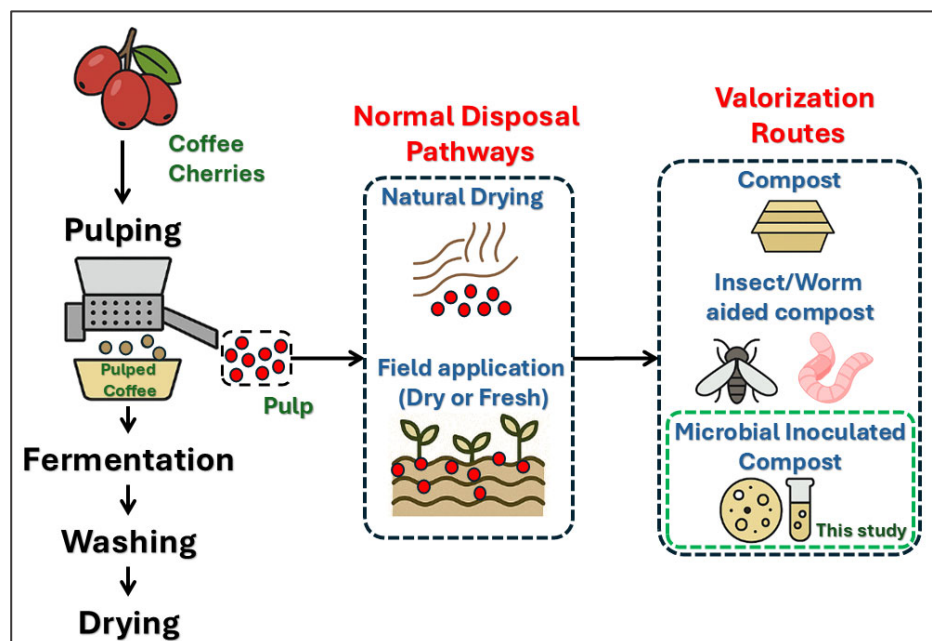 Coffee
Cherries
Pulping
Pulped
Coffee
Pulp
Fermentation
Washing
Drying
Normal Disposal
Pathways
Natural Drying
Field application
(Dry or Fresh)
Valorization
Routes
Compost
Insect/Worm
aided compost
Microbial Inoculated
Compost
This study